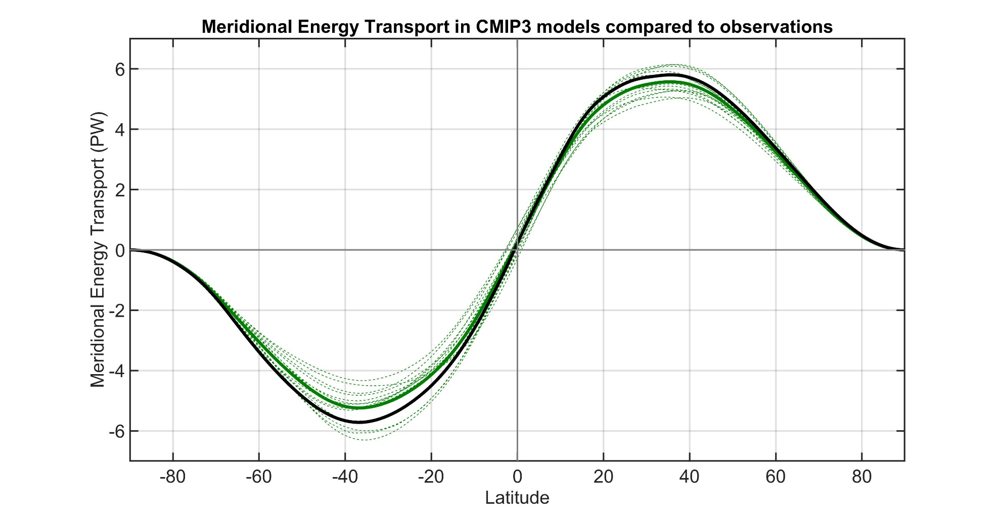 Meridional Energy Transport in CMIP3 models compared to observations
Meridional Energy Transport (PW)
6
4
2
0
-2
-4
-6
-80 -60 -40 -20 0 20 40 60 80
Latitude